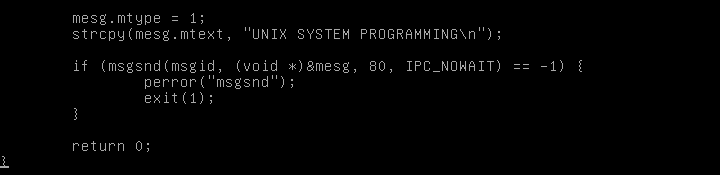 mesg.mtype = 1;
strcpy(mesg.mtext, "UNIX SYSTEM PROGRAMMING\n");
if (msgsnd(msgid, (void *)&mesg, 80, IPC_NOWAIT) == -1) {
perror("msgsnd");
exit(1);
}
return 0;
}